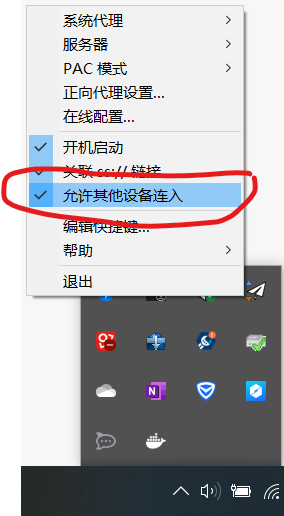 系统代理
服务器
PAC 模式
正向代理设置...
在线配置...
开机启动
关联 ss:// 链接
允许其他设备连入
编辑快捷键...
帮助
退出